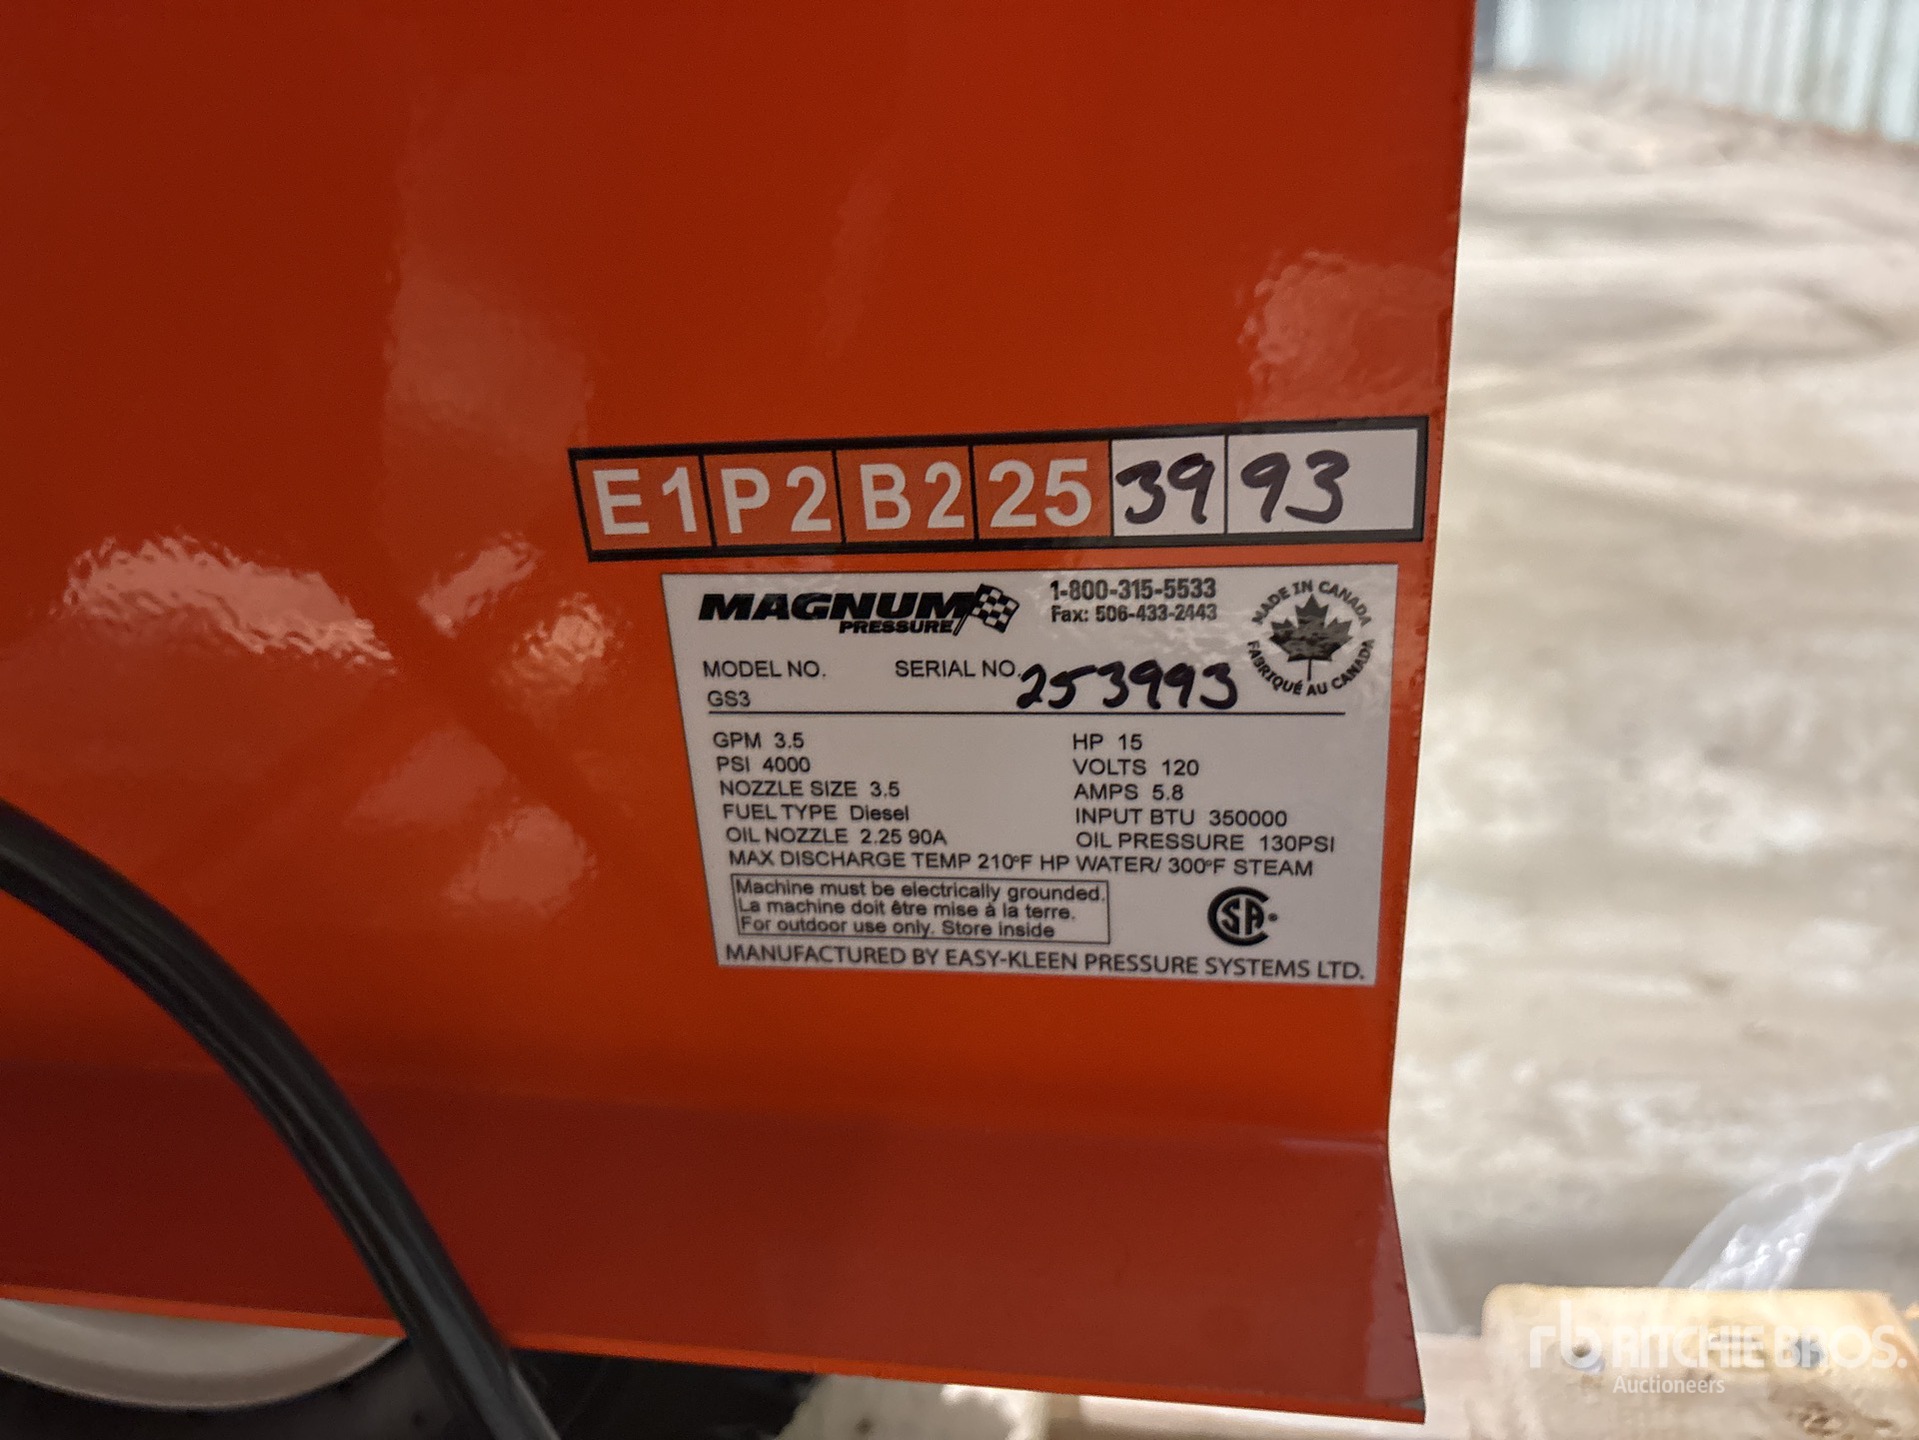 E1 P2 B2 25 39 93
MAGNUM
PRESSURE
1-800-315-5533
Fax: 506-433-2443
MADE IN CANADA
FABRIQUÉ AU CANADA
MODEL NO. SERIAL NO. 253993
GS3
GPM 3.5 HP 15
PSI 4000 VOLTS 120
NOZZLE SIZE 3.5 AMPS 5.8
FUEL TYPE Diesel INPUT BTU 350000
OIL NOZZLE 2.25 90A OIL PRESSURE 130PSI
MAX DISCHARGE TEMP 210°F HP WATER/ 300°F STEAM
Machine must be electrically grounded.
La machine doit être mise à la terre.
For outdoor use only. Store inside
SA®
MANUFACTURED BY EASY-KLEEN PRESSURE SYSTEMS LTD.
rb RITCHIE BROS.
Auctioneers